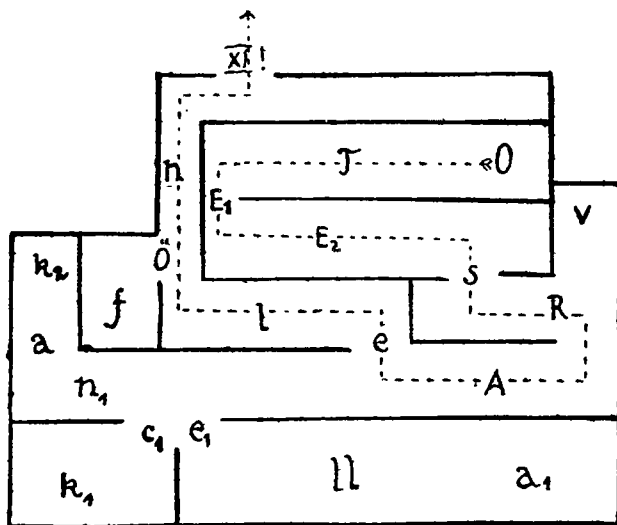 h
J
O
E₁
v
E₂
k₂
Ö
s
f
l
R
a
e
n₁
A
c₁ e₁
k₁
ll
a₁